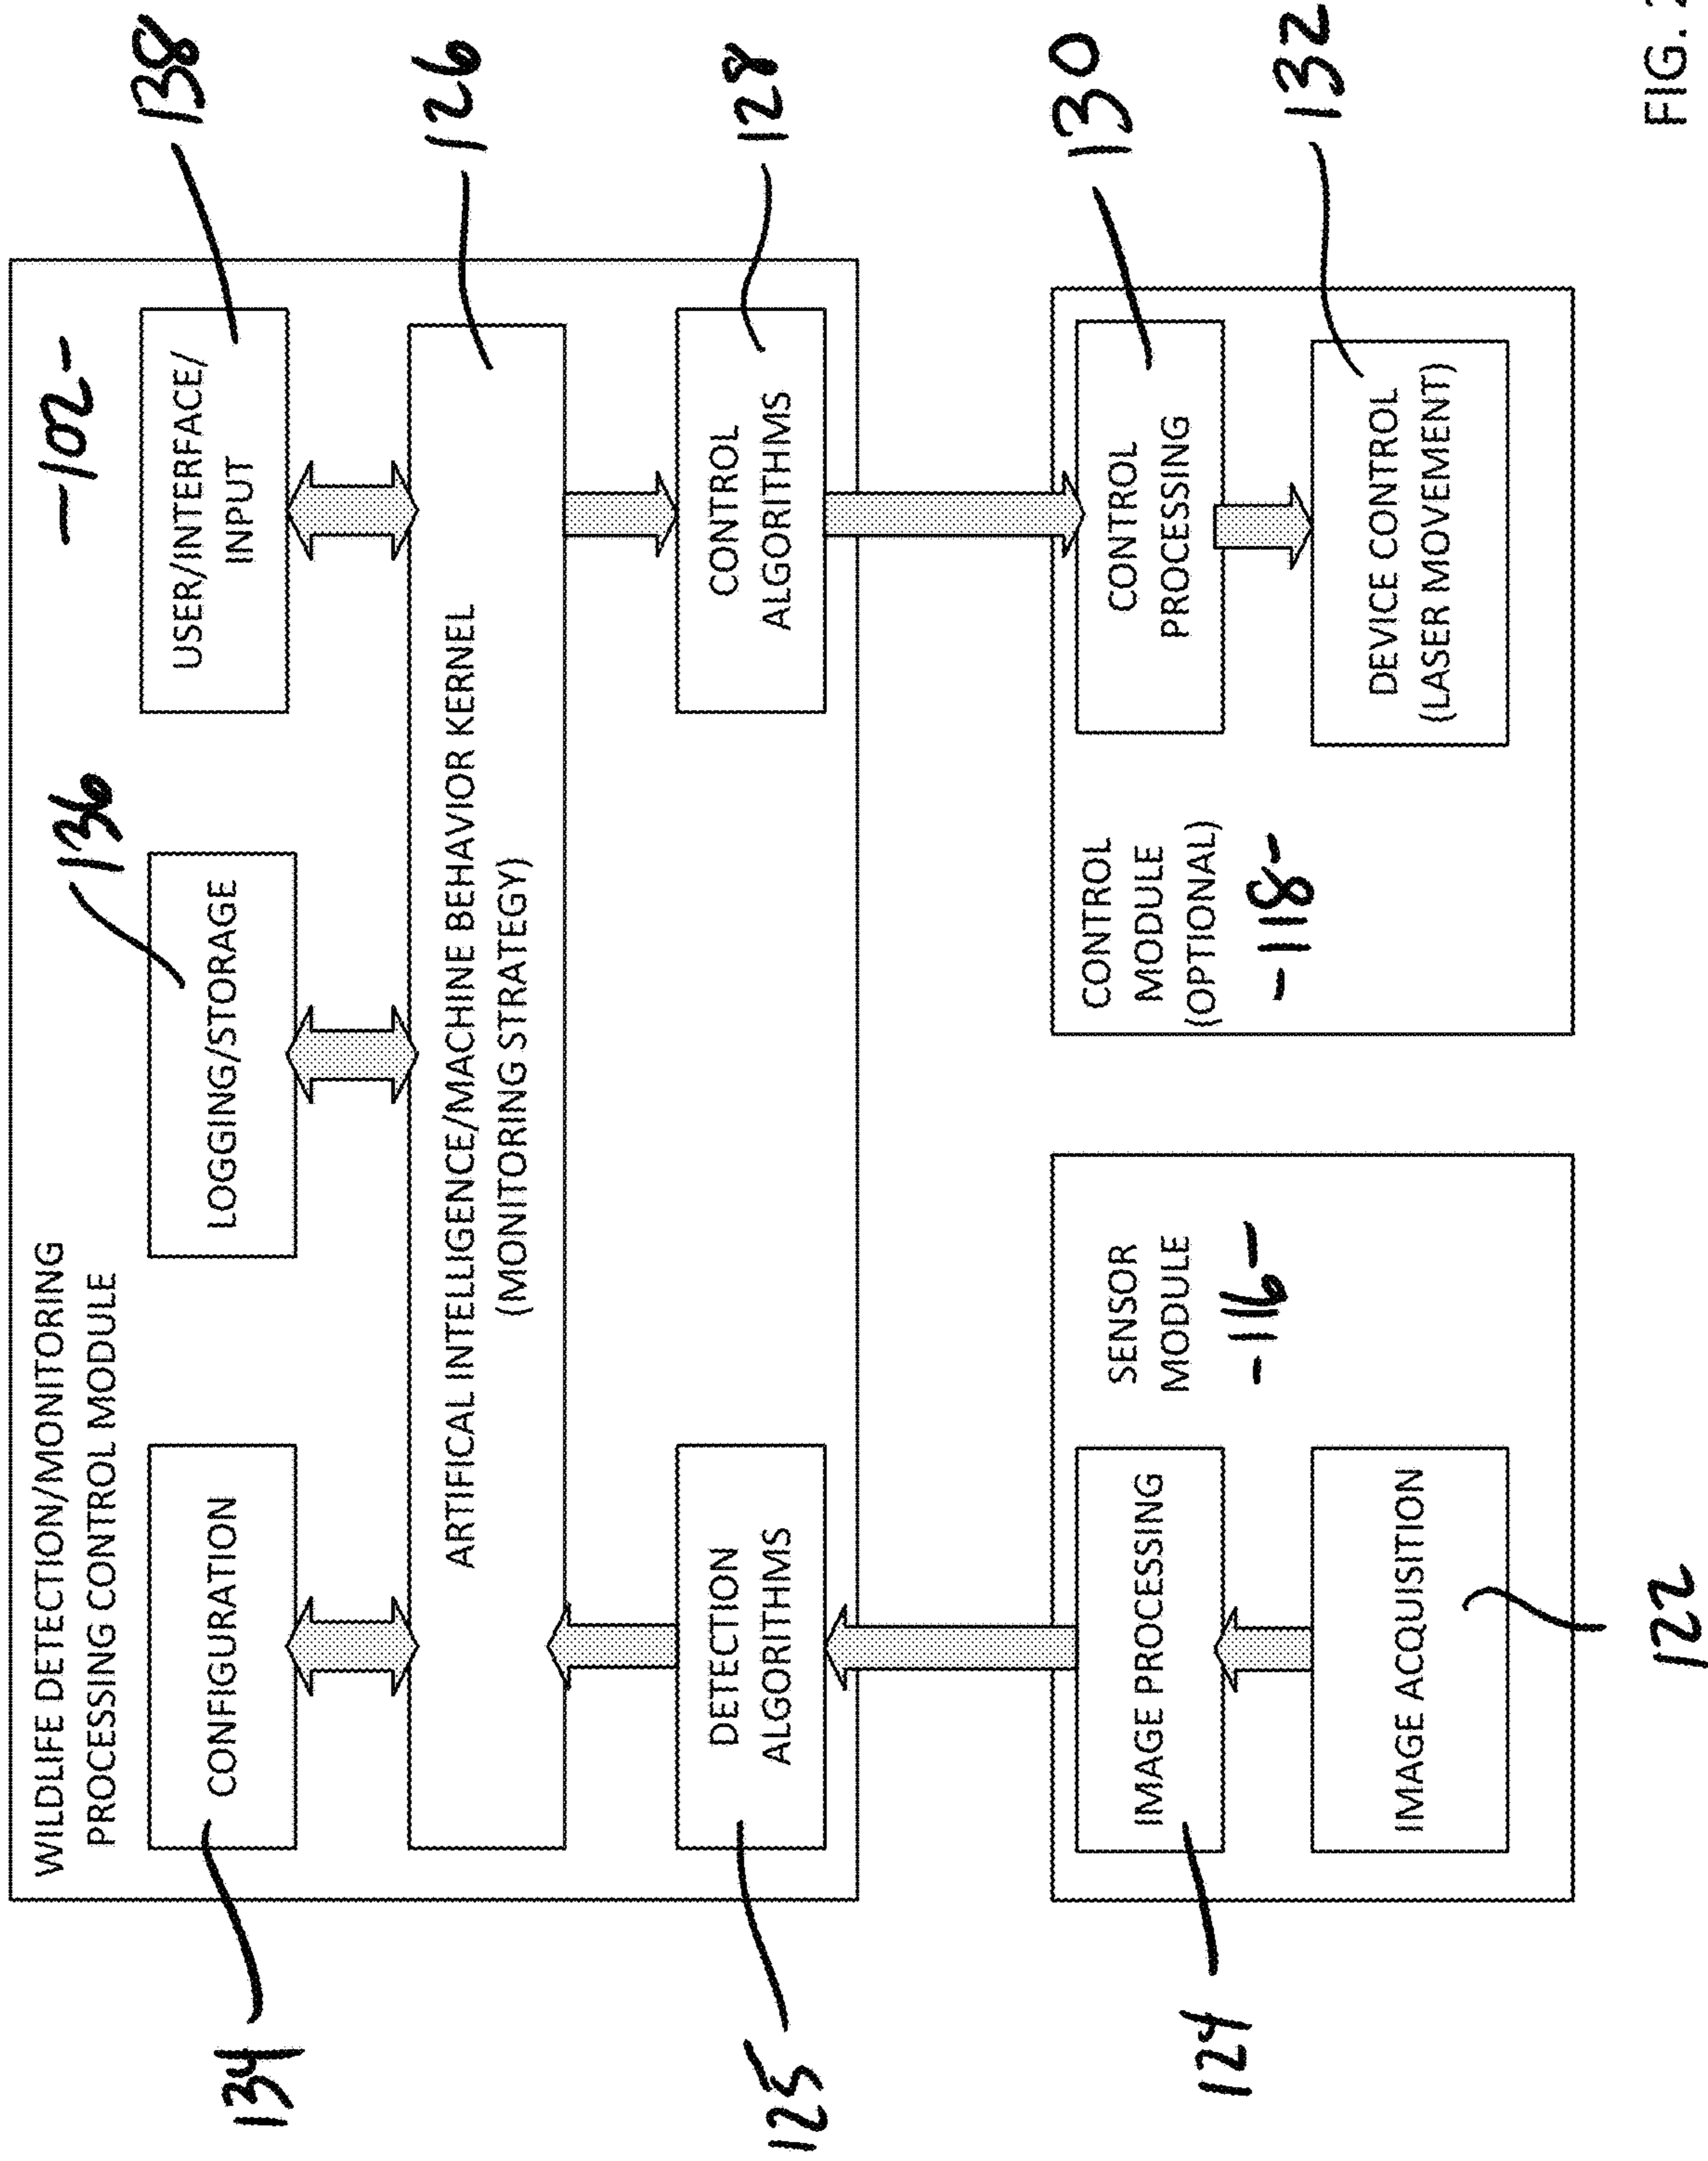 WILDLIFE DETECTION/MONITORING
PROCESSING CONTROL MODULE
-102-
134
CONFIGURATION
136
LOGGING/STORAGE
138
USER/INTERFACE/
INPUT
ARTIFICAL INTELLIGENCE/MACHINE BEHAVIOR KERNEL
(MONITORING STRATEGY)
126
125
DETECTION
ALGORITHMS
CONTROL
ALGORITHMS
128
124
IMAGE PROCESSING
SENSOR
MODULE
-116-
IMAGE ACQUISITION
122
CONTROL
MODULE
(OPTIONAL)
-118-
CONTROL
PROCESSING
130
DEVICE CONTROL
(LASER MOVEMENT)
132
FIG. 2